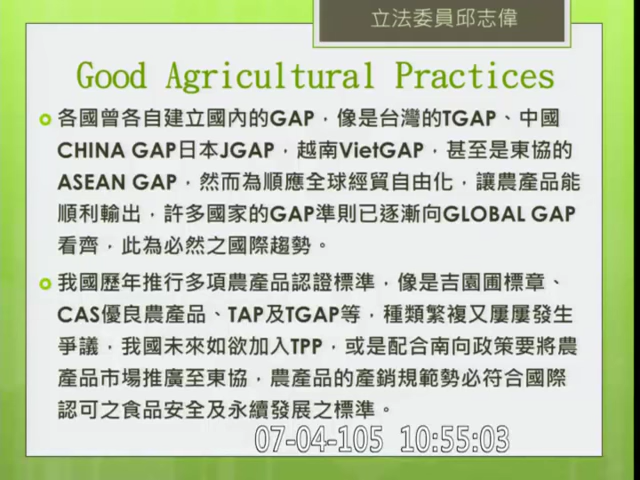 立法委員邱志偉
Good Agricultural Practices
各國曾各自建立國內的GAP，像是台灣的TGAP、中國
CHINA GAP日本JGAP，越南VietGAP，甚至是東協的
ASEAN GAP，然而為順應全球經貿自由化，讓農產品能
順利輸出，許多國家的GAP準則已逐漸向GLOBAL GAP
看齊，此為必然之國際趨勢。
我國歷年推行多項農產品認證標準，像是吉園圃標章、
CAS優良農產品、TAP及TGAP等，種類繁複又屢屢發生
爭議，我國未來如欲加入TPP，或是配合南向政策要將農
產品市場推廣至東協，農產品的產銷規範勢必符合國際
認可之食品安全及永續發展之標準。
07-04-105 10:55:03